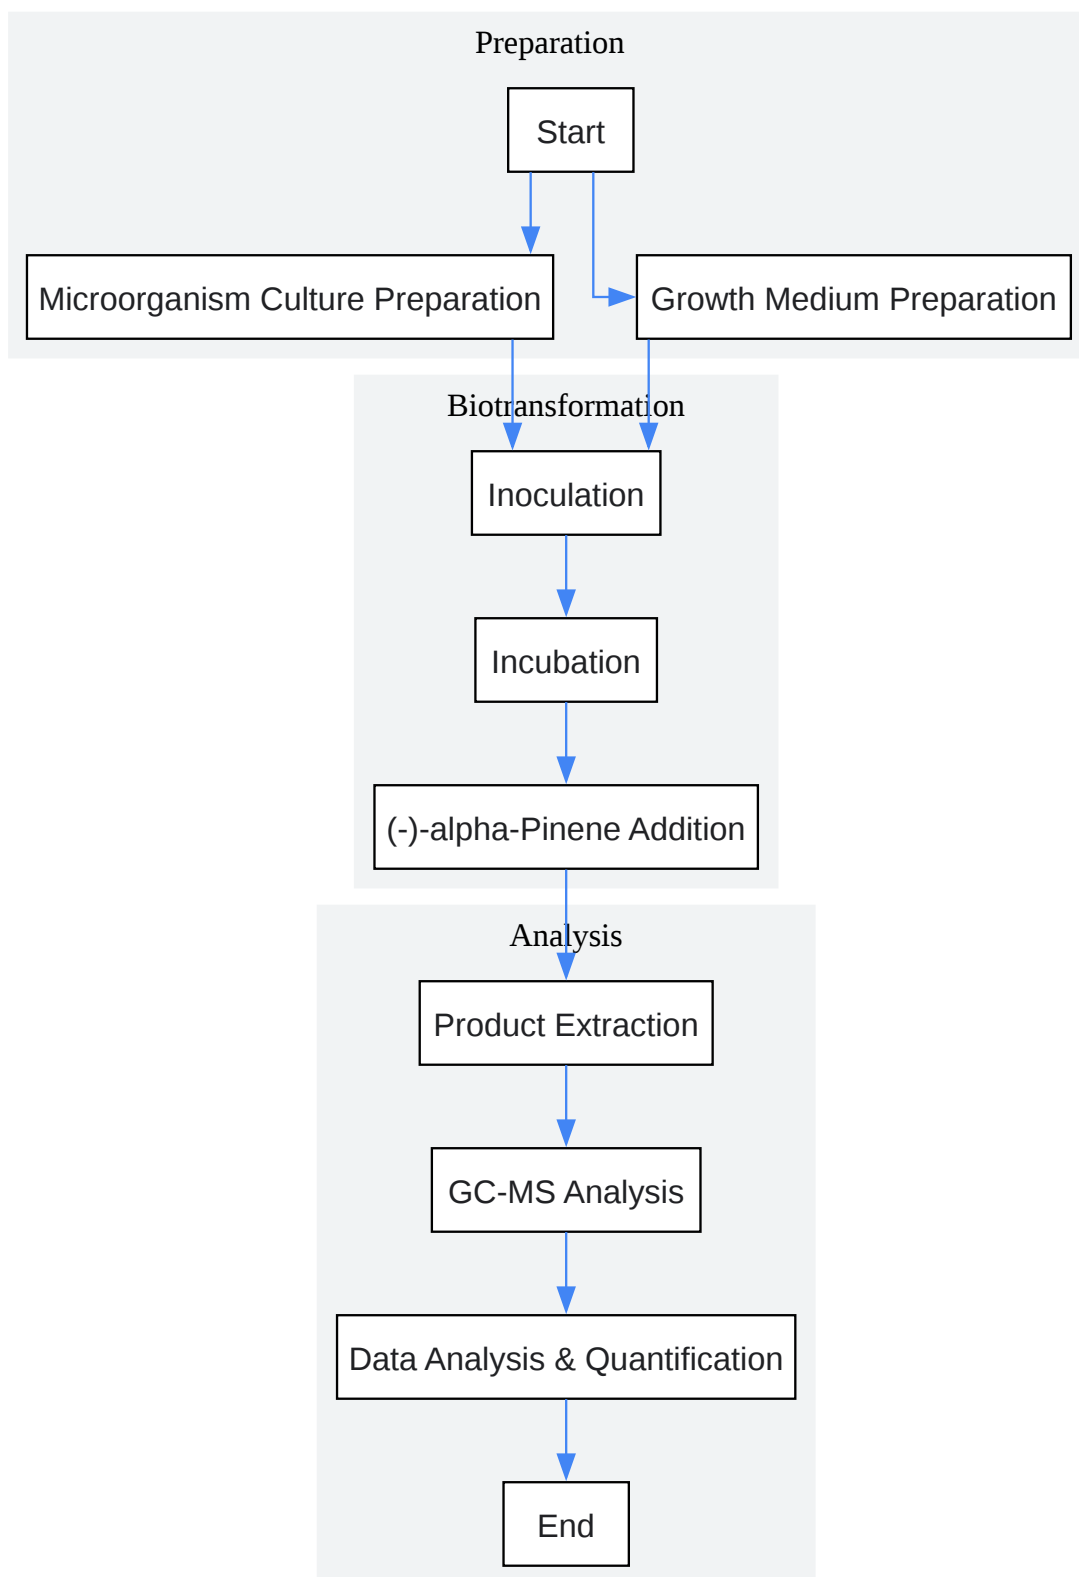 Preparation
Start
Microorganism Culture Preparation
Growth Medium Preparation
Biotransformation
Inoculation
Incubation
(-)-alpha-Pinene Addition
Analysis
Product Extraction
GC-MS Analysis
Data Analysis & Quantification
End